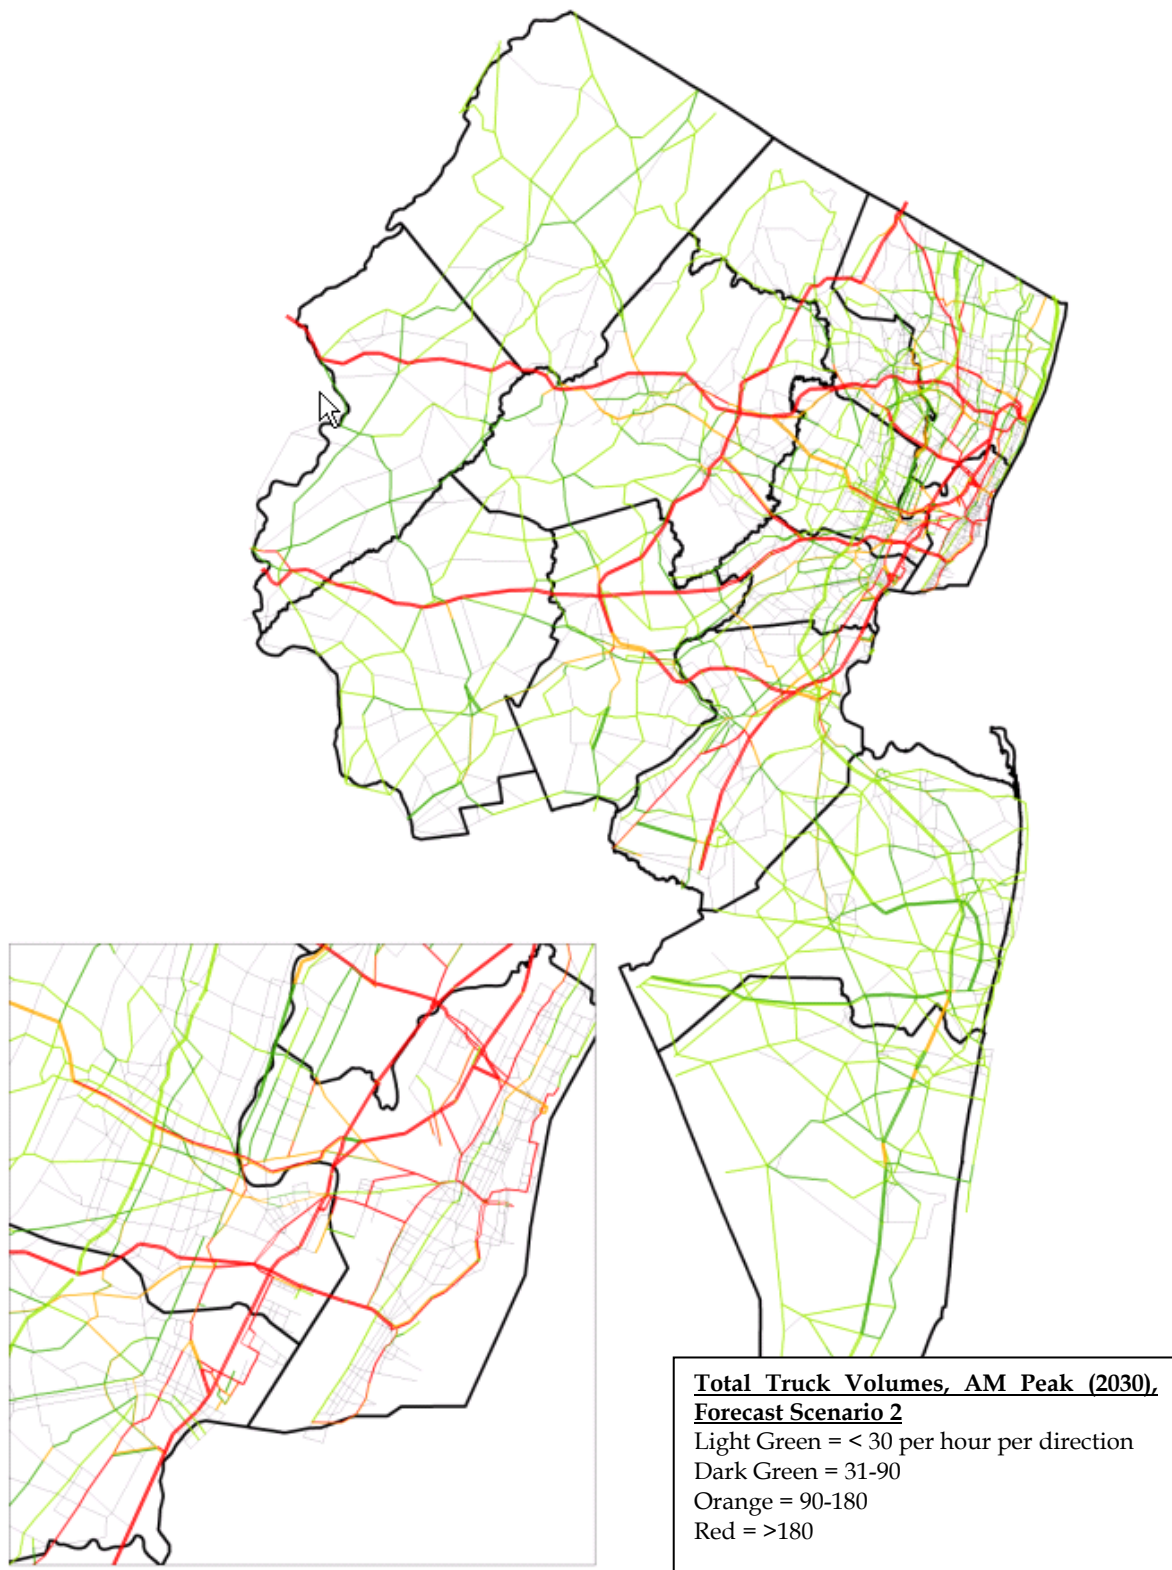 Total Truck Volumes, AM Peak (2030),
Forecast Scenario 2
Light Green = < 30 per hour per direction
Dark Green = 31-90
Orange = 90-180
Red = >180